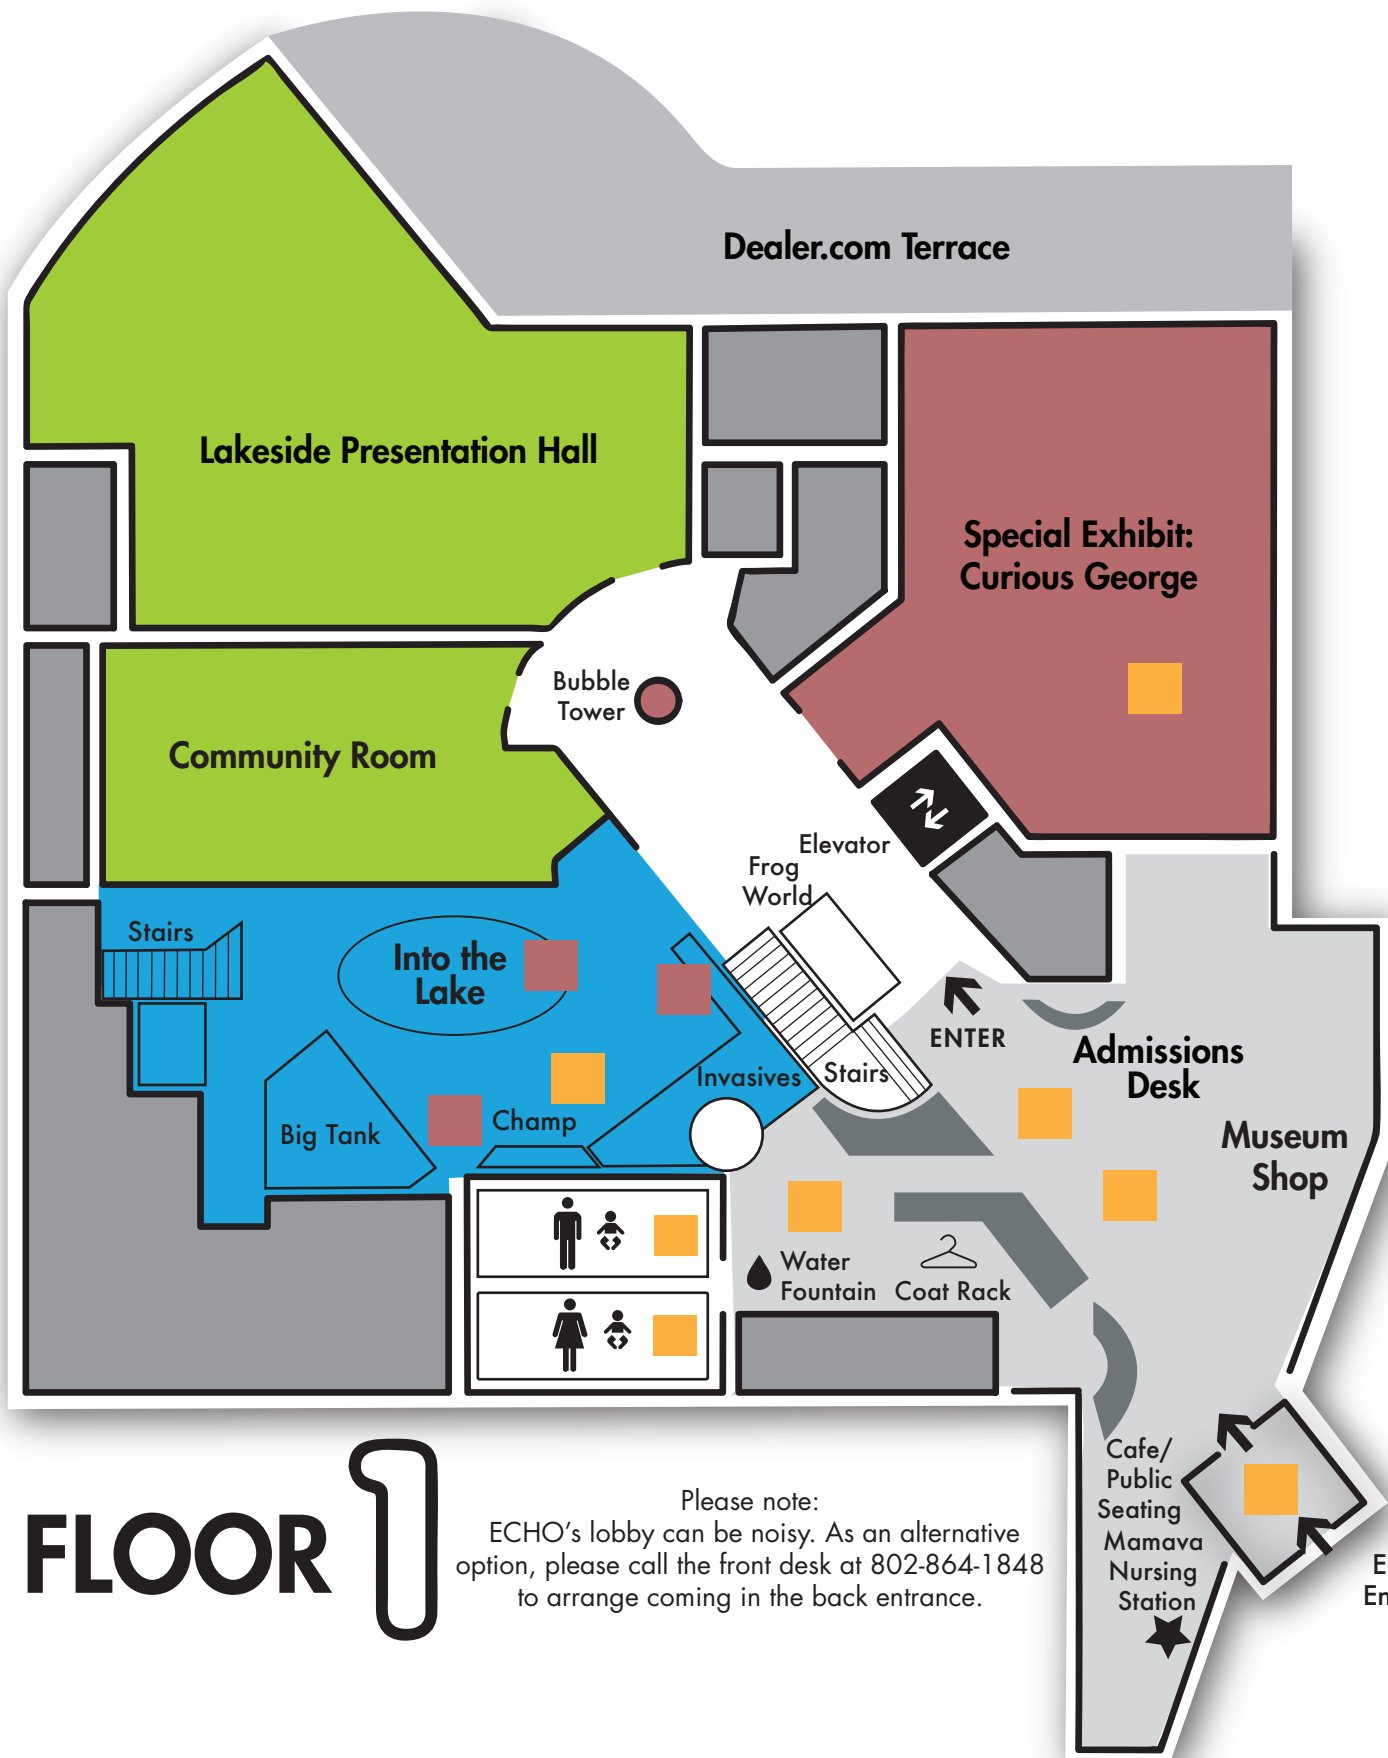 Dealer.com Terrace
Lakeside Presentation Hall
Special Exhibit:
Curious George
Bubble
Tower
Community Room
Elevator
Frog
World
Stairs
Into the
Lake
ENTER
Admissions
Desk
Invasives
Stairs
Big Tank
Champ
Museum
Shop
Water
Fountain
Coat Rack
Cafe/
Public
Seating
Mamava
Nursing
Station
FLOOR 1
Please note:
ECHO’s lobby can be noisy. As an alternative
option, please call the front desk at 802-864-1848
to arrange coming in the back entrance.